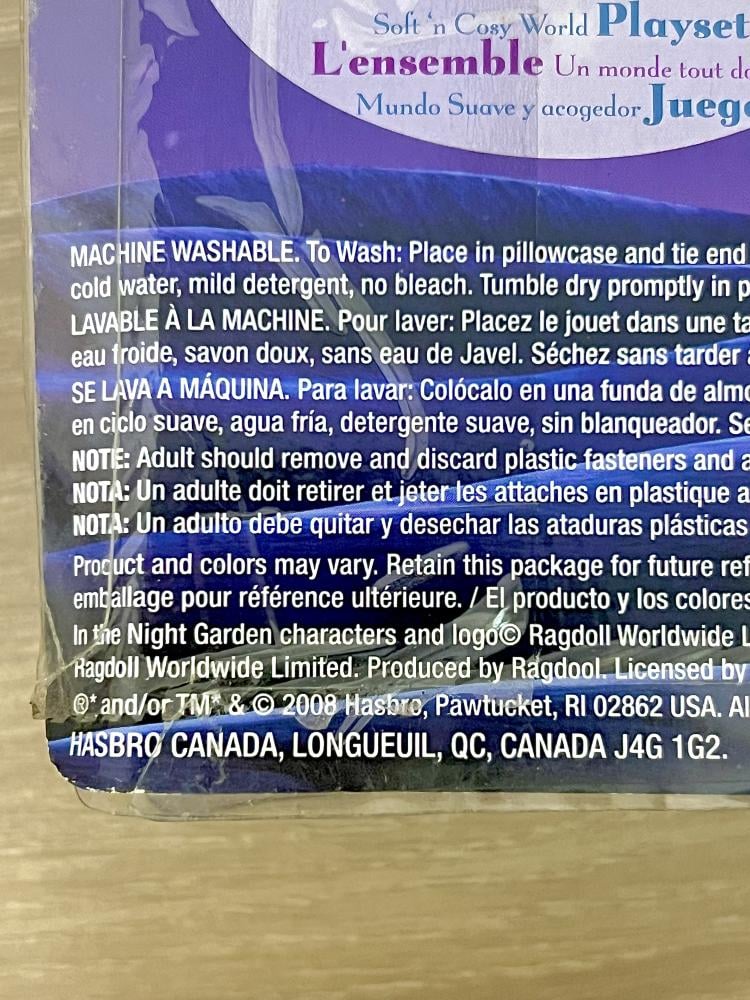 Soft 'n Cosy World Playset
L'ensemble Un monde tout do
Mundo Suave y acogedor Jueg
MACHINE WASHABLE. To Wash: Place in pillowcase and tie end
cold water, mild detergent, no bleach. Tumble dry promptly in p
LAVABLE À LA MACHINE. Pour laver: Placez le jouet dans une ta
eau froide, savon doux, sans eau de Javel. Séchez sans tarder
SE LAVA A MÁQUINA. Para lavar: Colócalo en una funda de almo
en ciclo suave, agua fría, detergente suave, sin blanqueador. Se
NOTE: Adult should remove and discard plastic fasteners and a
NOTA: Un adulte doit retirer et jeter les attaches en plastique a
NOTA: Un adulto debe quitar y desechar las ataduras plásticas
Product and colors may vary. Retain this package for future ref
emballage pour référence ultérieure. / El producto y los colores
In the Night Garden characters and logo© Ragdoll Worldwide L
Ragdoll Worldwide Limited. Produced by Ragdool. Licensed by
®* and/or TM* & © 2008 Hasbro, Pawtucket, RI 02862 USA. Al
HASBRO CANADA, LONGUEUIL, QC, CANADA J4G 1G2.